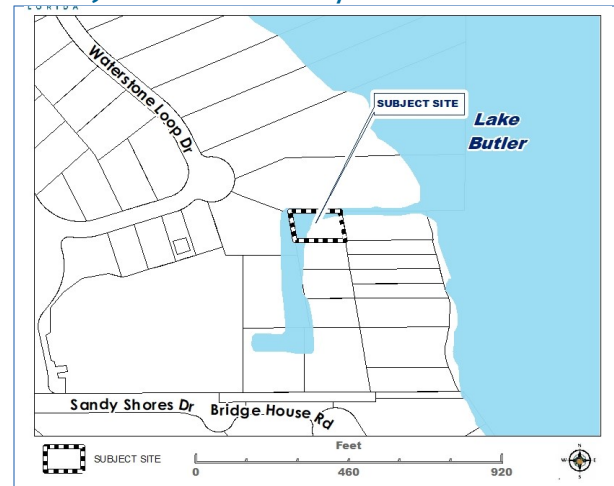 LORIDA
Waterstone Loop Dr
SUBJECT SITE
Lake
Butler
Sandy Shores Dr
Bridge House Rd
SUBJECT SITE
Feet
0 460 920
N
W E
S